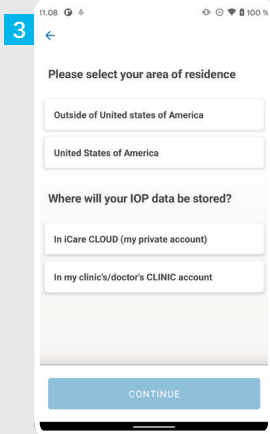 3
11.08
100 %
Please select your area of residence
Outside of United states of America
United States of America
Where will your IOP data be stored?
In iCare CLOUD (my private account)
In my clinic's/doctor's CLINIC account
CONTINUE